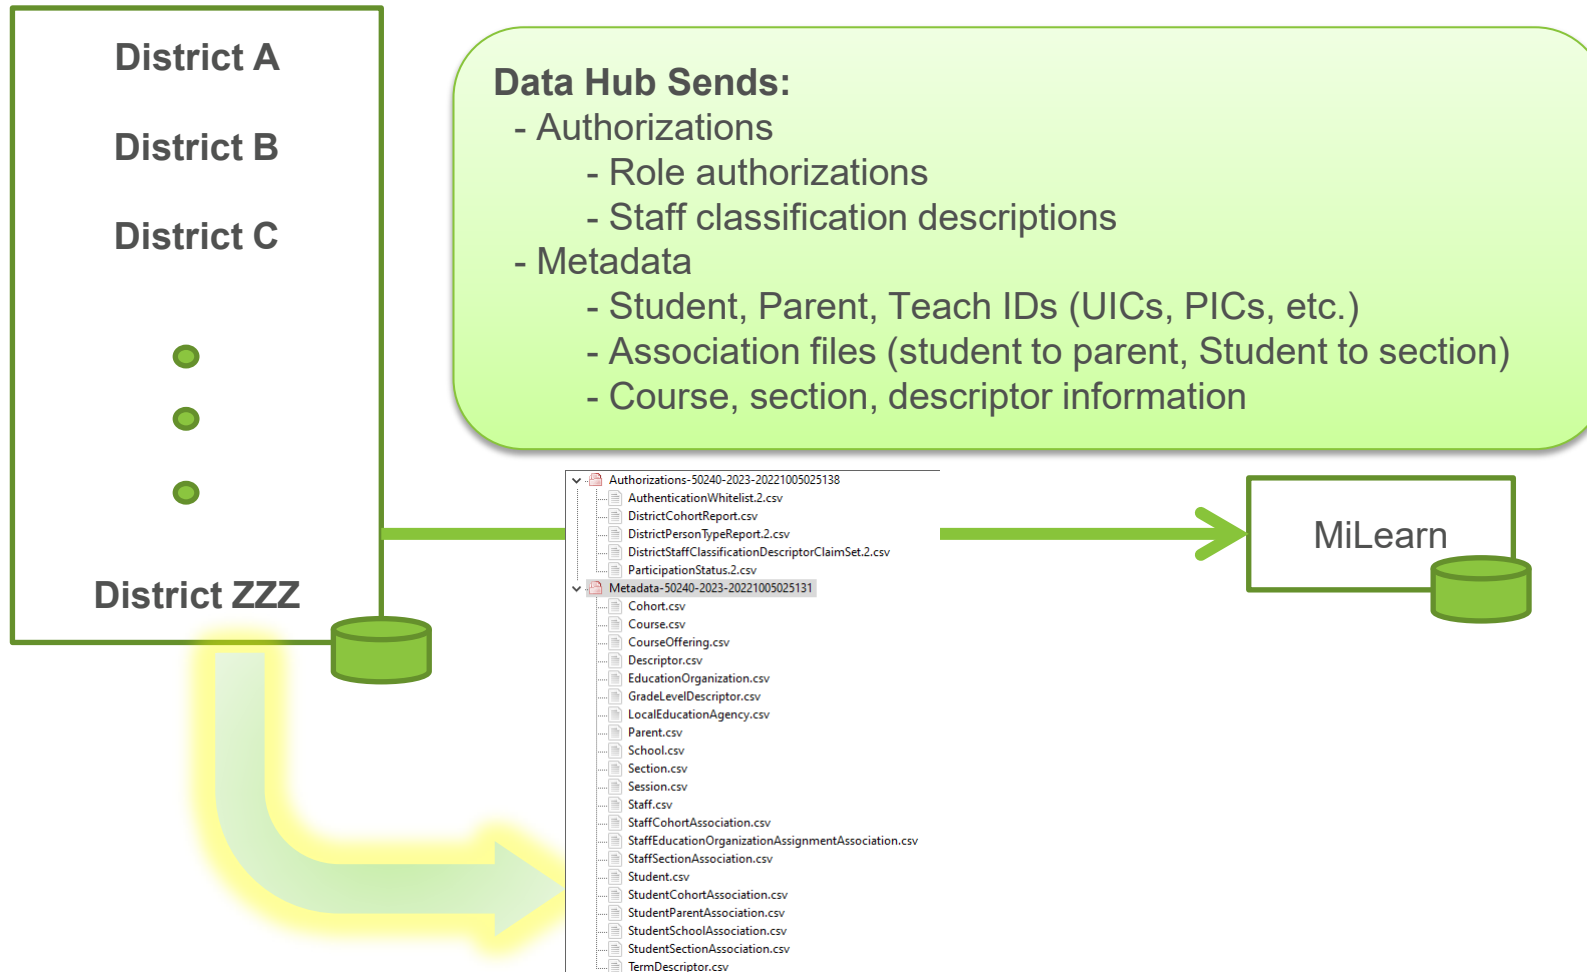 District A
District B
District C
District ZZZ
Data Hub Sends:
- Authorizations
- Role authorizations
- Staff classification descriptions
- Metadata
- Student, Parent, Teach IDs (UICs, PICs, etc.)
- Association files (student to parent, Student to section)
- Course, section, descriptor information
Authorizations-50240-2023-20221005025138
AuthenticationWhitelist.2.csv
DistrictCohortReport.csv
DistrictPersonTypeReport.2.csv
DistrictStaffClassificationDescriptorClaimSet.2.csv
ParticipationStatus.2.csv
Metadata-50240-2023-20221005025131
Cohort.csv
Course.csv
CourseOffering.csv
Descriptor.csv
EducationOrganization.csv
GradeLevelDescriptor.csv
LocalEducationAgency.csv
Parent.csv
School.csv
Section.csv
Session.csv
Staff.csv
StaffCohortAssociation.csv
StaffEducationOrganizationAssignmentAssociation.csv
StaffSectionAssociation.csv
Student.csv
StudentCohortAssociation.csv
StudentParentAssociation.csv
StudentSchoolAssociation.csv
StudentSectionAssociation.csv
TermDescriptor.csv
MiLearn